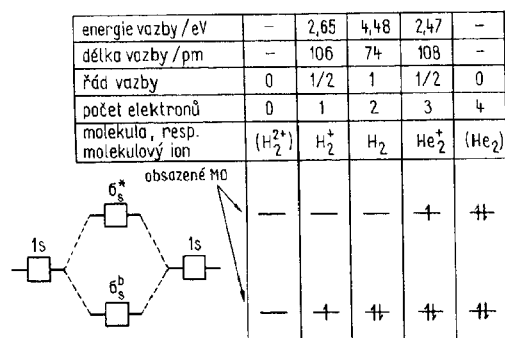 energie vazby/eV – 2,65 4,48 2,47 –
délka vazby/pm – 106 74 108 –
řád vazby 0 1/2 1 1/2 0
počet elektronů 0 1 2 3 4
molekula, resp.
molekulový ion (H₂²⁺) H₂⁺ H₂ He₂⁺ (He₂)
obsazené MO
σₛ*
1s 1s
σₛᵇ